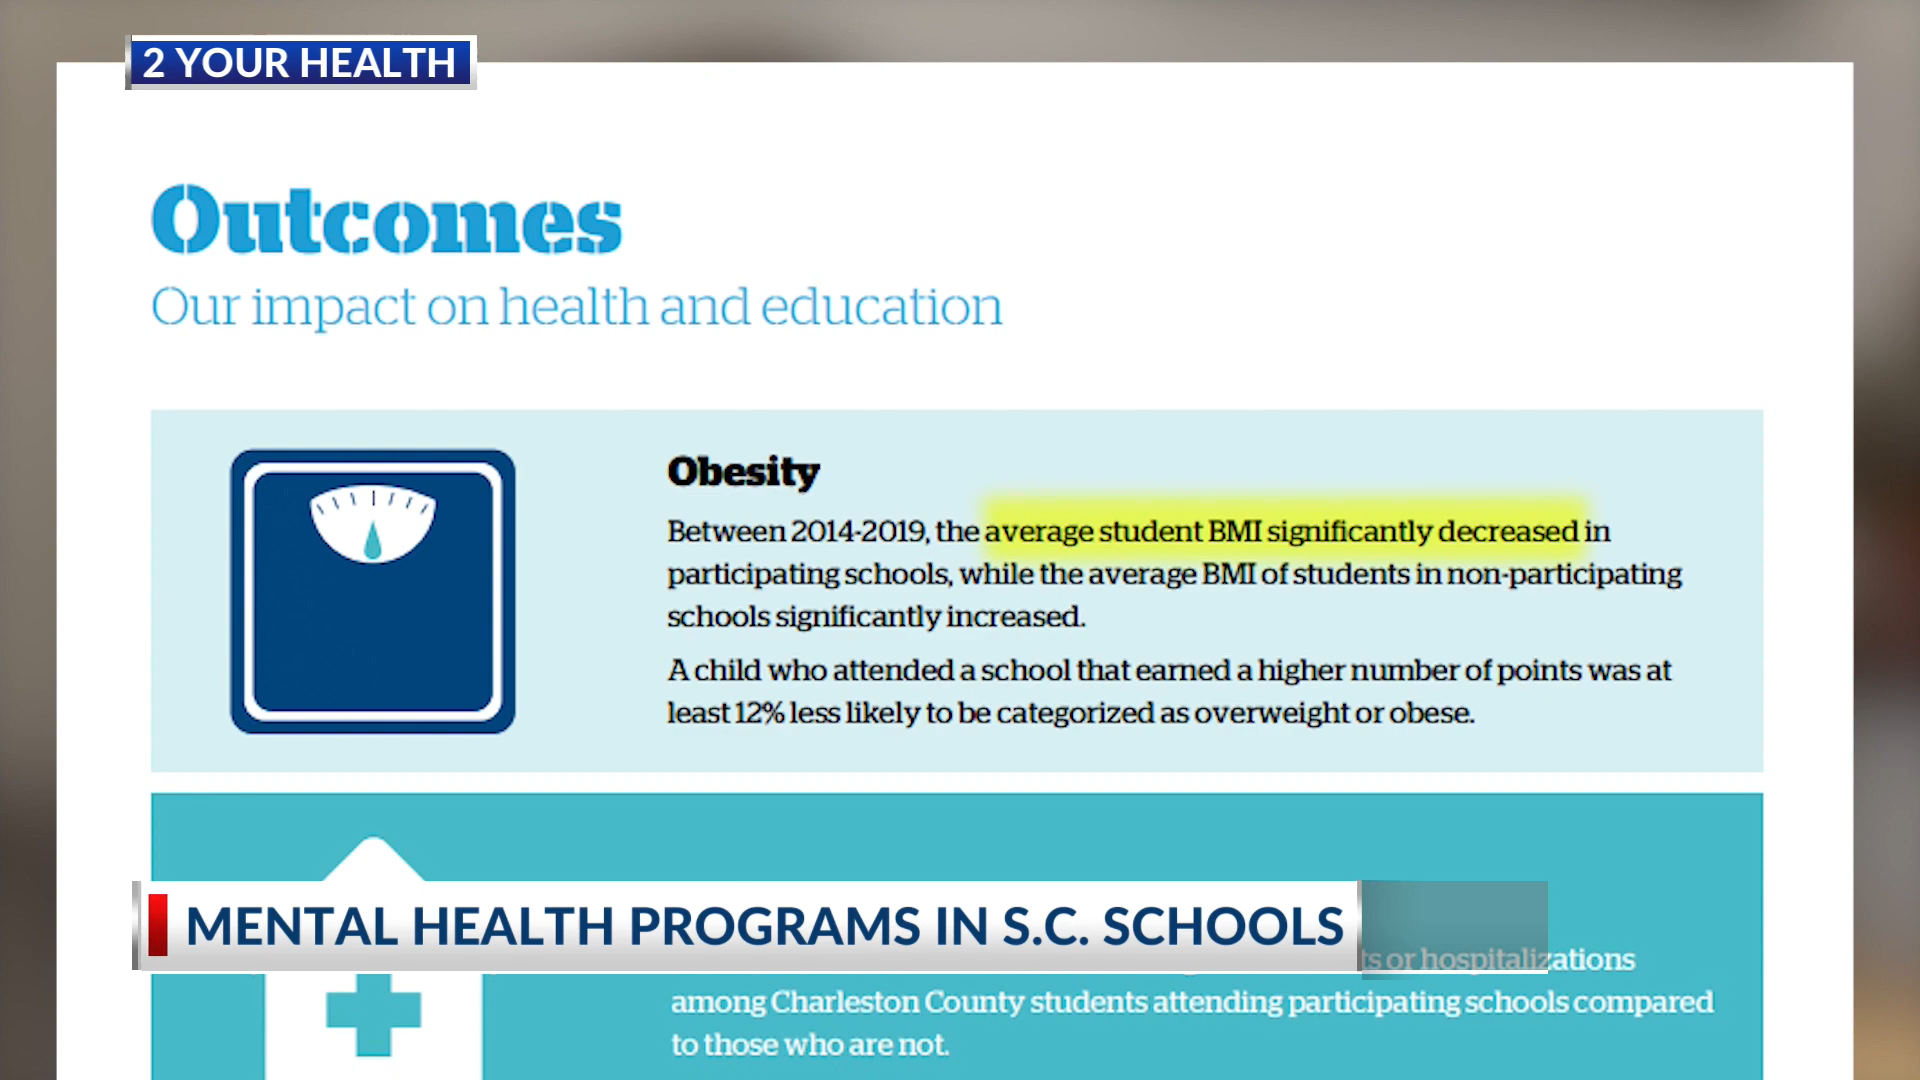 2 YOUR HEALTH
Outcomes
Our impact on health and education
Obesity
Between 2014-2019, the average student BMI significantly decreased in
participating schools, while the average BMI of students in non-participating
schools significantly increased.
A child who attended a school that earned a higher number of points was at
least 12% less likely to be categorized as overweight or obese.
MENTAL HEALTH PROGRAMS IN S.C. SCHOOLS
or hospitalizations
among Charleston County students attending participating schools compared
to those who are not.